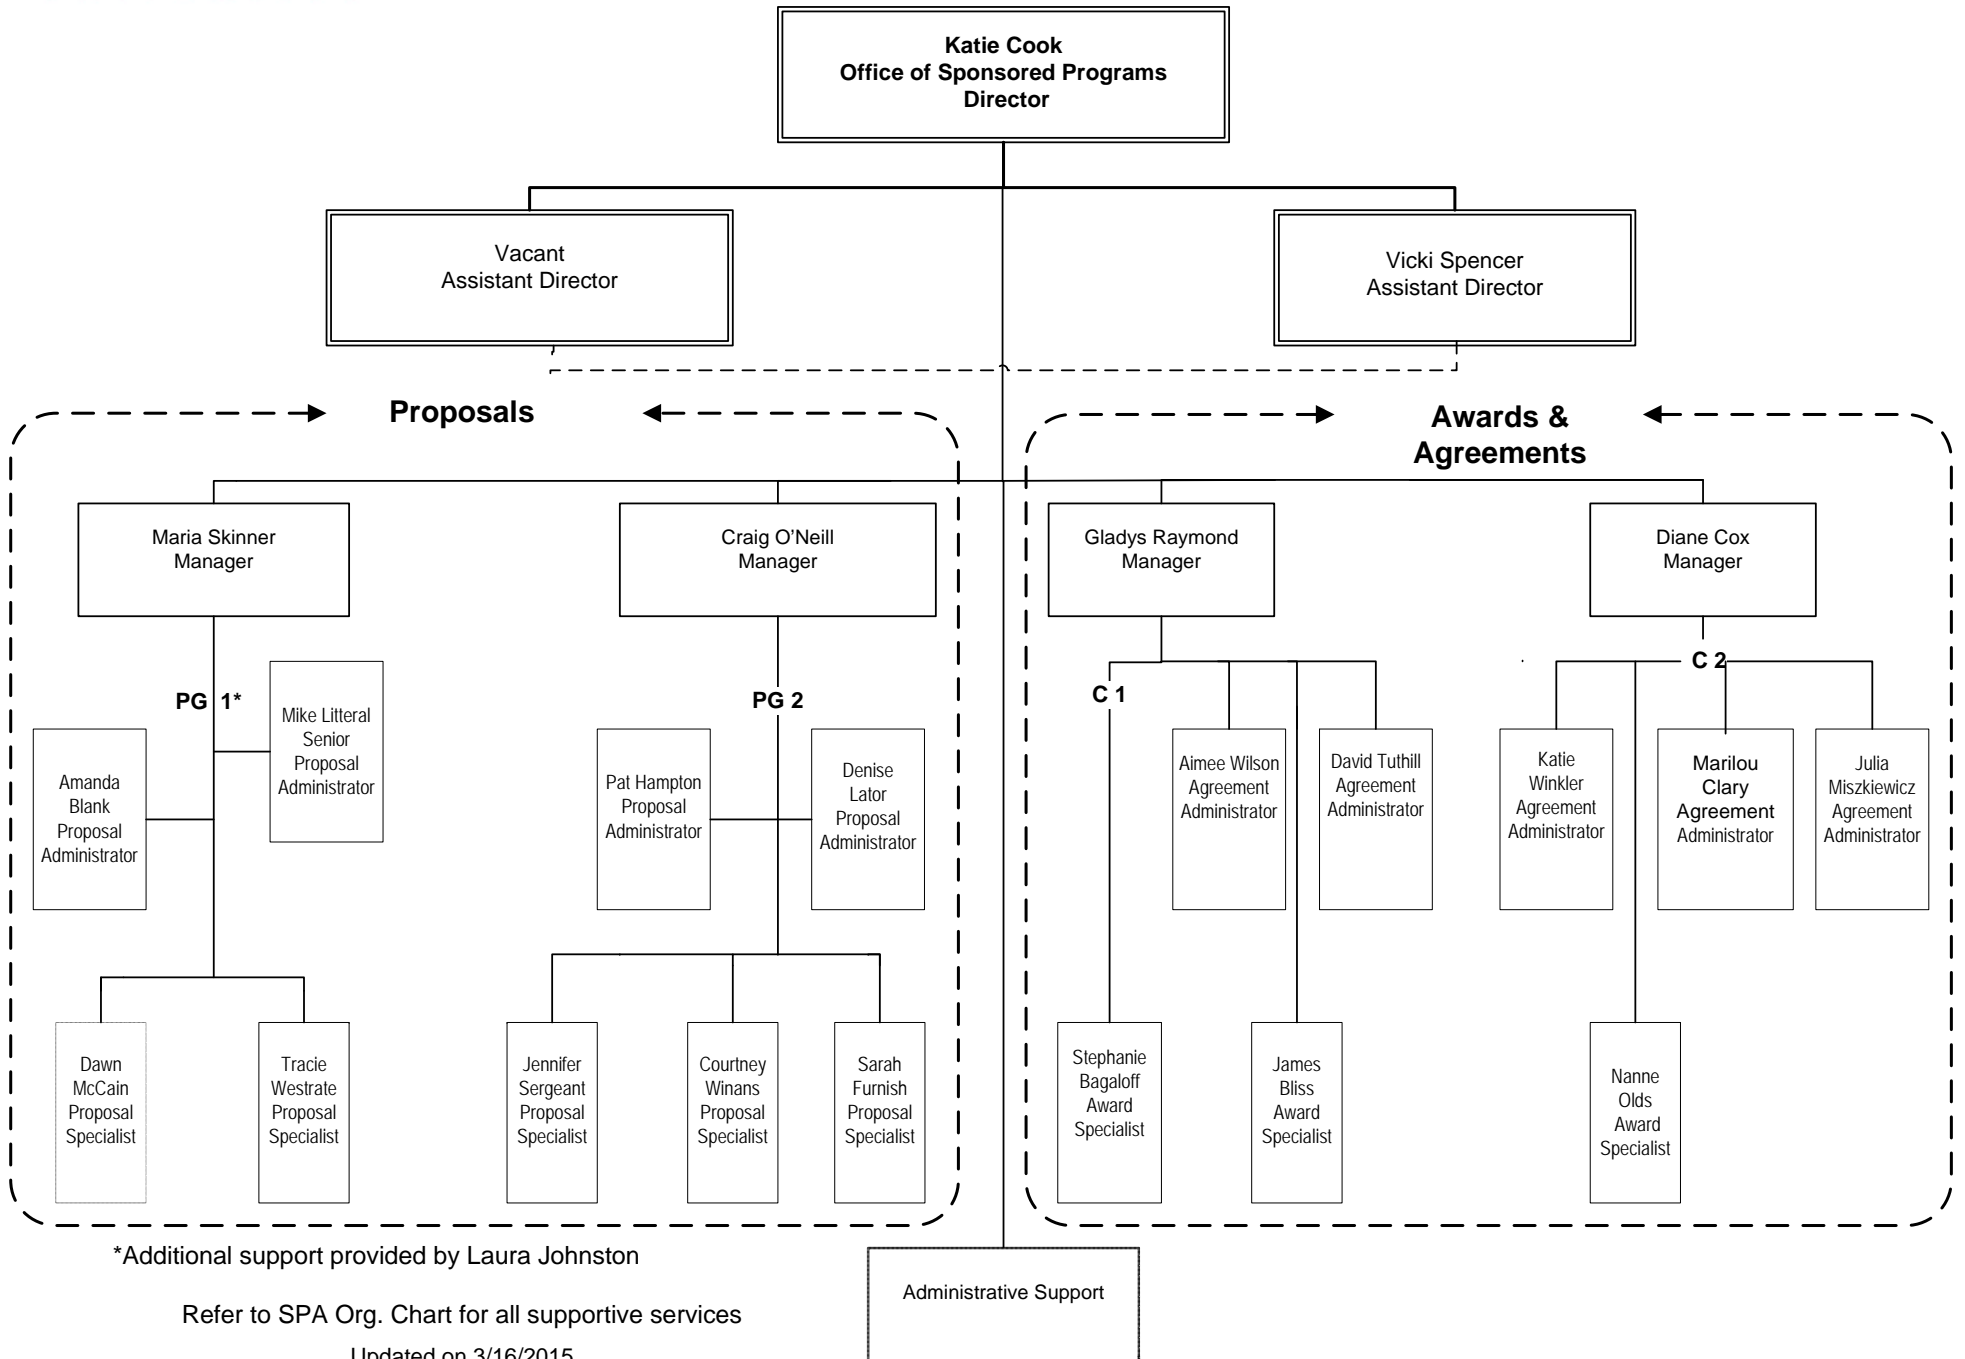 Katie Cook
Office of Sponsored Programs
Director
Vacant
Assistant Director
Vicki Spencer
Assistant Director
Proposals
Awards &
Agreements
Maria Skinner
Manager
Craig O’Neill
Manager
Gladys Raymond
Manager
Diane Cox
Manager
PG 1*
Mike Litteral
Senior
Proposal
Administrator
Amanda
Blank
Proposal
Administrator
PG 2
Pat Hampton
Proposal
Administrator
Denise
Lator
Proposal
Administrator
C 1
Aimee Wilson
Agreement
Administrator
David Tuthill
Agreement
Administrator
C 2
Katie
Winkler
Agreement
Administrator
Marilou
Clary
Agreement
Administrator
Julia
Miszkiewicz
Agreement
Administrator
Dawn
McCain
Proposal
Specialist
Tracie
Westrate
Proposal
Specialist
Jennifer
Sergeant
Proposal
Specialist
Courtney
Winans
Proposal
Specialist
Sarah
Furnish
Proposal
Specialist
Stephanie
Bagaloff
Award
Specialist
James
Bliss
Award
Specialist
Nanne
Olds
Award
Specialist
*Additional support provided by Laura Johnston
Administrative Support
Refer to SPA Org. Chart for all supportive services
Updated on 3/16/2015